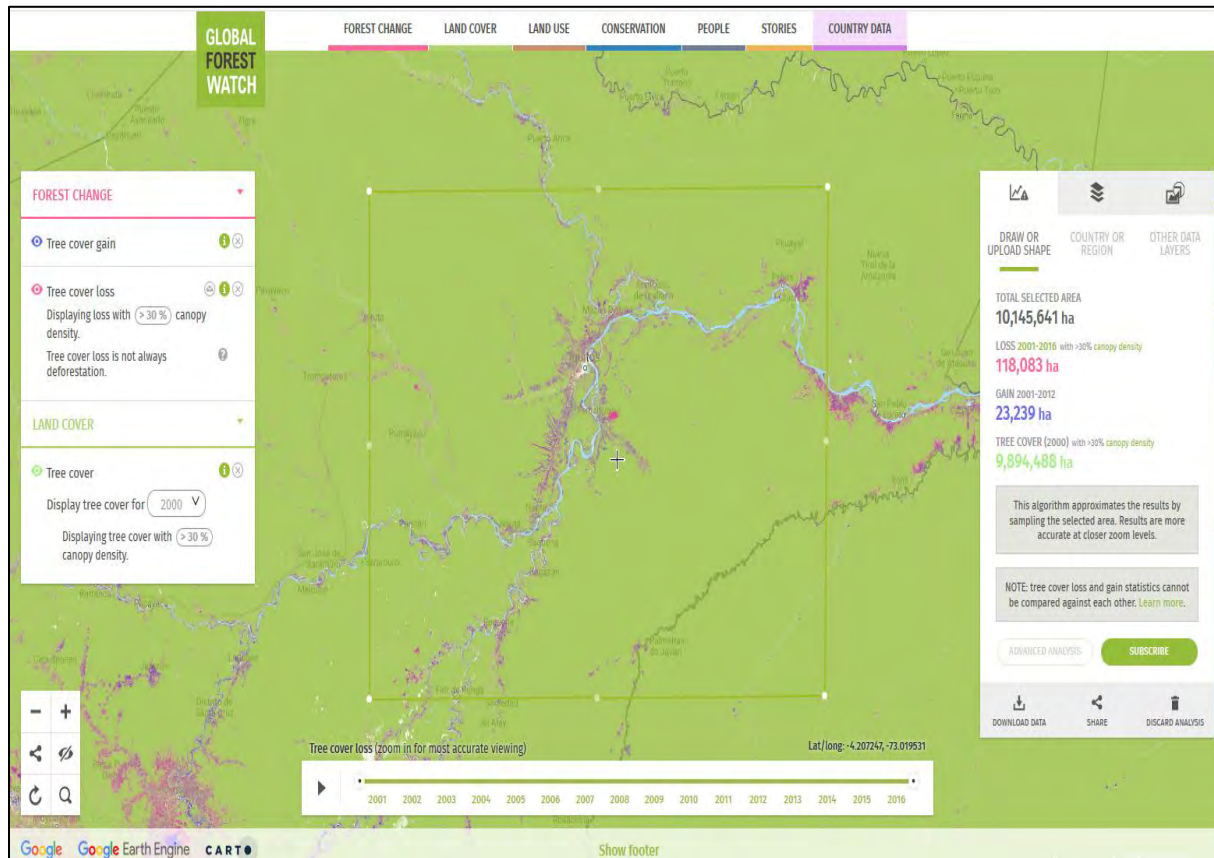 GLOBAL
FOREST
WATCH
FOREST CHANGE
LAND COVER
LAND USE
CONSERVATION
PEOPLE
STORIES
COUNTRY DATA
FOREST CHANGE
Tree cover gain
Tree cover loss
Displaying loss with > 30 % canopy
density.
Tree cover loss is not always
deforestation.
LAND COVER
Tree cover
Display tree cover for 2000
Displaying tree cover with > 30 %
canopy density.
DRAW OR
UPLOAD SHAPE
COUNTRY OR
REGION
OTHER DATA
LAYERS
TOTAL SELECTED AREA
10,145,641 ha
LOSS 2001-2016 with >30% canopy density
118,083 ha
GAIN 2001-2012
23,239 ha
TREE COVER (2000) with >30% canopy density
9,894,488 ha
This algorithm approximates the results by
sampling the selected area. Results are more
accurate at closer zoom levels.
NOTE: tree cover loss and gain statistics cannot
be compared against each other. Learn more.
ADVANCED ANALYSIS
SUBSCRIBE
DOWNLOAD DATA
SHARE
DISCARD ANALYSIS
Tree cover loss (zoom in for most accurate viewing)
Lat/long: -4.207247, -73.019531
2001 2002 2003 2004 2005 2006 2007 2008 2009 2010 2011 2012 2013 2014 2015 2016
Google Google Earth Engine CARTO
Show footer